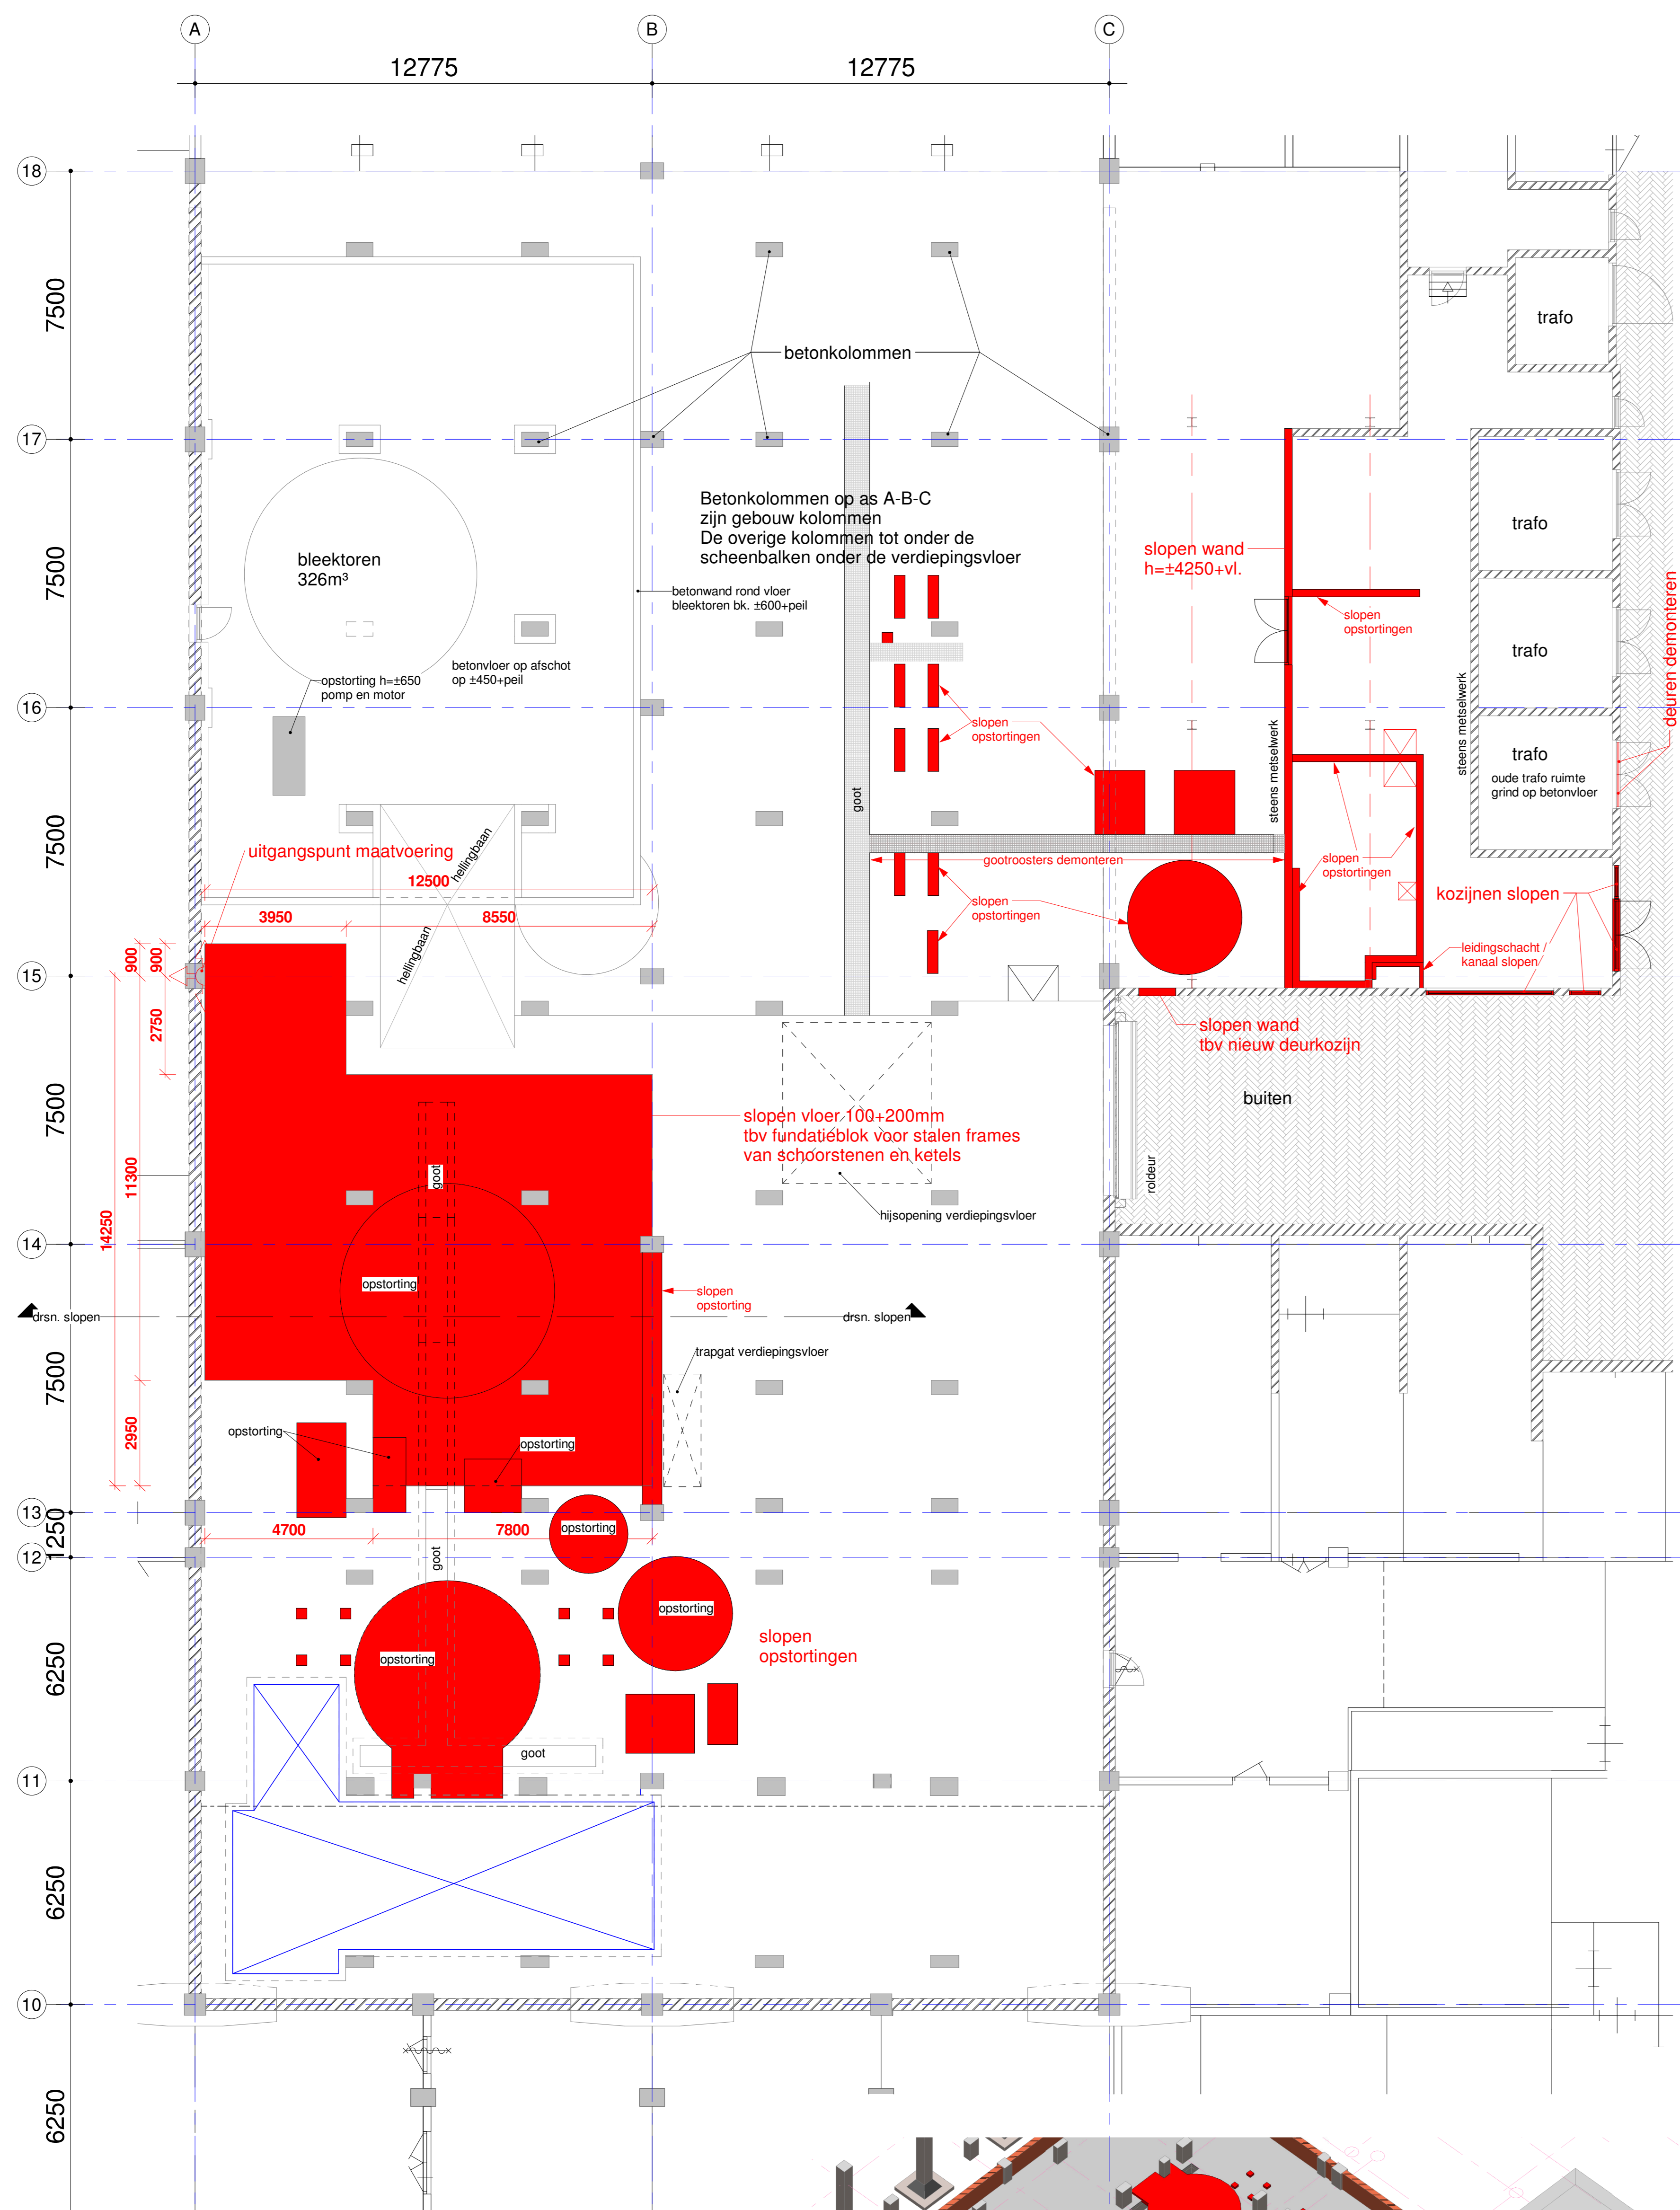 A
B
C
12775
12775
18
7500
trafo
betonkolommen
17
Betonkolommen op as A-B-C
zijn gebouw kolommen
De overige kolommen tot onder de
scheenbalken onder de verdiepingsvloer
trafo
bleektoren
326m³
slopen wand
h=±4250+vl.
7500
betonwand rond vloer
bleektoren bk. ±600+peil
slopen
opstortingen
deuren demonteren
trafo
betonvloer op afschot
op ±450+peil
opstorting h=±650
pomp en motor
steens metselwerk
16
slopen
opstortingen
steens metselwerk
trafo
oude trafo ruimte
grind op betonvloer
goot
7500
hellingbaan
uitgangspunt maatvoering
gootroosters demonteren
slopen
opstortingen
12500
kozijnen slopen
slopen
opstortingen
3950
8550
hellingbaan
leidingschacht /
kanaal slopen
900
900
15
2750
slopen wand
tbv nieuw deurkozijn
7500
buiten
slopen vloer 100+200mm
tbv fundatieblok voor stalen frames
van schoorstenen en ketels
goot
11300
roldeur
14250
hijsopening verdiepingsvloer
14
opstorting
slopen
opstorting
drsn. slopen
drsn. slopen
trapgat verdiepingsvloer
7500
2950
opstorting
opstorting
13
4700
7800
opstorting
1250
12
goot
opstorting
slopen
opstortingen
opstorting
6250
goot
11
6250
10
6250